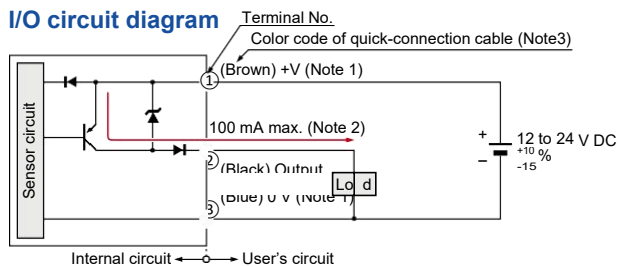 I/O circuit diagram
Terminal No.
Color code of quick-connection cable (Note3)
1 (Brown) +V (Note 1)
100 mA max. (Note 2)
2 (Black) Output
Lo d
3 (Blue) 0 V (Note 1)
Sensor circuit
+
12 to 24 V DC
+10
-15 %
−
Internal circuit
User's circuit